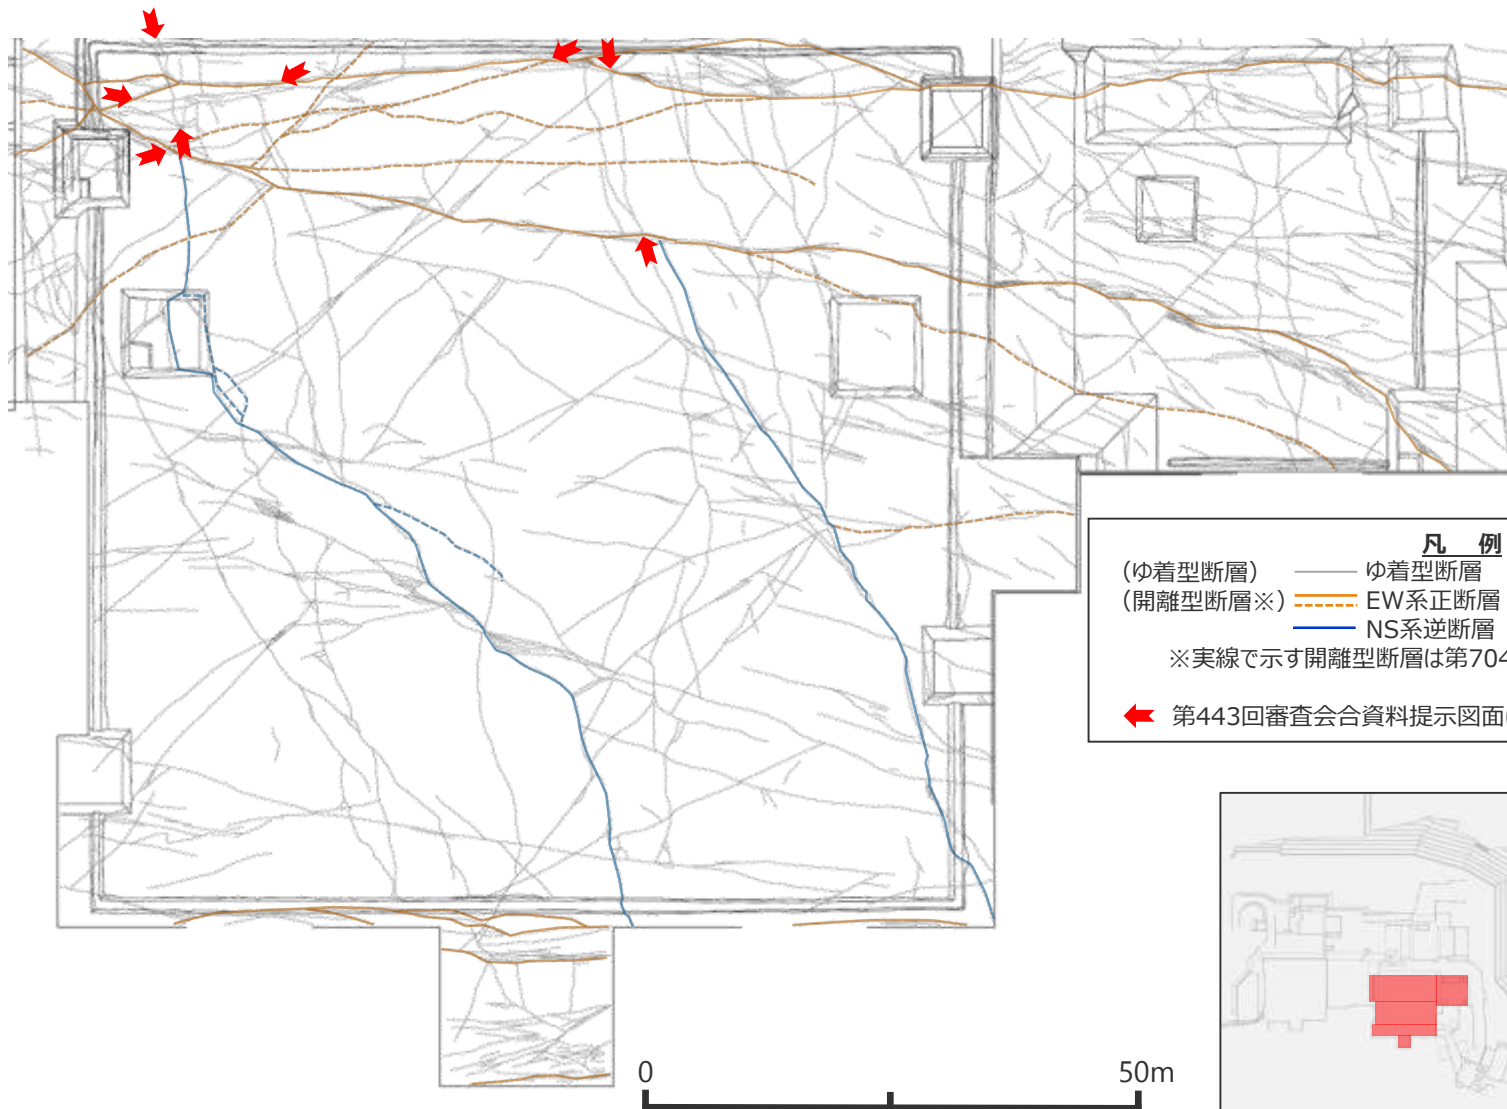 凡　例
(ゆ着型断層) ゆ着型断層
(開離型断層※) EW系正断層
NS系逆断層
※実線で示す開離型断層は第704
第443回審査会合資料提示図面
0 50m